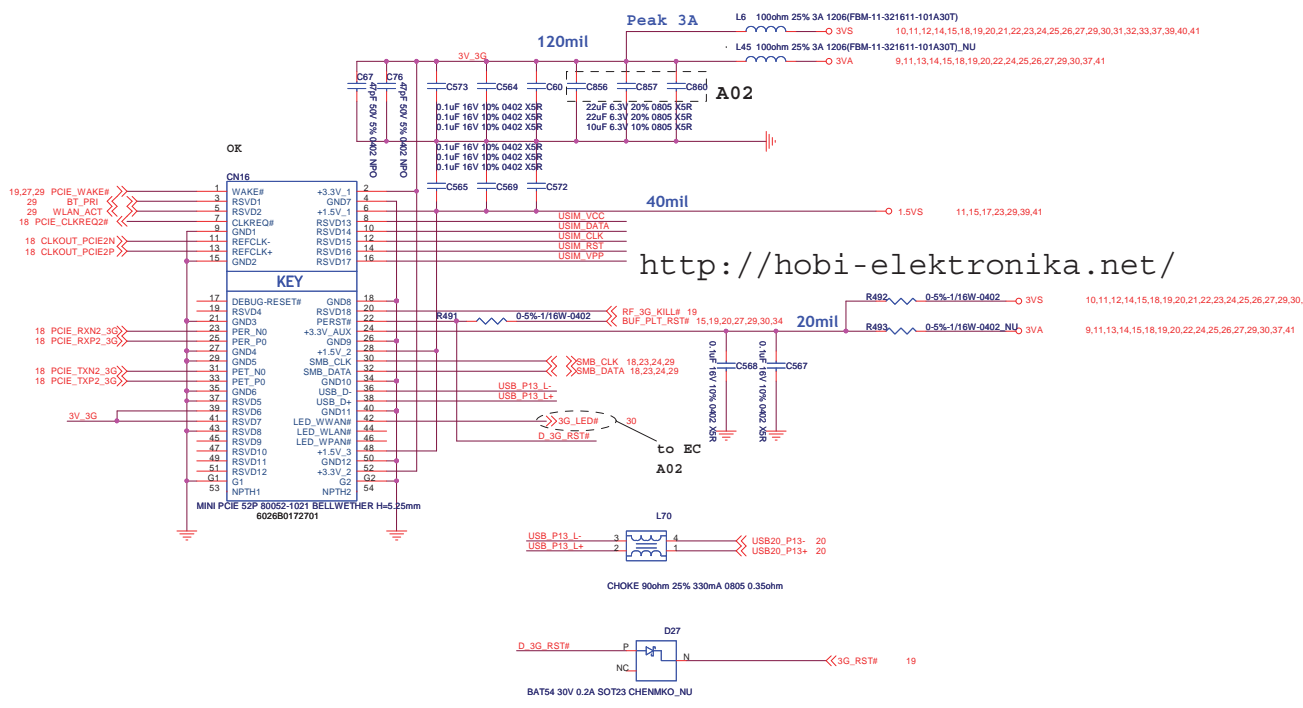 Peak 3A
L6 100ohm 25% 3A 1206(FBM-11-321611-101A30T)
3VS 10,11,12,14,15,18,19,20,21,22,23,24,25,26,27,29,30,31,32,33,37,39,40,41
120mil
L45 100ohm 25% 3A 1206(FBM-11-321611-101A30T)_NU
3V_3G
3VA 9,11,13,14,15,18,19,20,22,24,25,26,27,29,30,37,41
C67 C76 C573 C564 C60 C856 C857 C860
A02
47pF 50V 5% 0402 NPO
47pF 50V 5% 0402 NPO
0.1uF 16V 10% 0402 X5R
0.1uF 16V 10% 0402 X5R
0.1uF 16V 10% 0402 X5R
22uF 6.3V 20% 0805 X5R
22uF 6.3V 20% 0805 X5R
10uF 6.3V 10% 0805 X5R
0.1uF 16V 10% 0402 X5R
0.1uF 16V 10% 0402 X5R
0.1uF 16V 10% 0402 X5R
C565 C569 C572
OK
CN16
19,27,29 PCIE_WAKE# 1 WAKE# +3.3V_1 2
29 BT_PRI 3 RSVD1 GND7 4
29 WLAN_ACT 5 RSVD2 +1.5V_1 6
40mil
1.5VS 11,15,17,23,29,39,41
18 PCIE_CLKREQ2# 7 CLKREQ# RSVD13 8 USIM_VCC
9 GND1 RSVD14 10 USIM_DATA
18 CLKOUT_PCIE2N 11 REFCLK- RSVD15 12 USIM_CLK
18 CLKOUT_PCIE2P 13 REFCLK+ RSVD16 14 USIM_RST
15 GND2 RSVD17 16 USIM_VPP
http://hobi-elektronika.net/
KEY
17 DEBUG-RESET# GND8 18
19 RSVD4 RSVD18 20 RF_3G_KILL# 19
21 GND3 PERST# 22 R491 0-5%-1/16W-0402 BUF_PLT_RST# 15,19,20,27,29,30,34
R492 0-5%-1/16W-0402 3VS 10,11,12,14,15,18,19,20,21,22,23,24,25,26,27,29,30,
20mil
R493 0-5%-1/16W-0402_NU 3VA 9,11,13,14,15,18,19,20,22,24,25,26,27,29,30,37,41
18 PCIE_RXN2_3G 23 PER_N0 +3.3V_AUX 24
18 PCIE_RXP2_3G 25 PER_P0 GND9 26
27 GND4 +1.5V_2 28
29 GND5 SMB_CLK 30 SMB_CLK 18,23,24,29
18 PCIE_TXN2_3G 31 PET_N0 SMB_DATA 32 SMB_DATA 18,23,24,29
18 PCIE_TXP2_3G 33 PET_P0 GND10 34
35 GND6 USB_D- 36 USB_P13_L-
37 RSVD5 USB_D+ 38 USB_P13_L+
0.1uF 16V 10% 0402 X5R
C568
0.1uF 16V 10% 0402 X5R
C567
39 RSVD6 GND11 40
3V_3G 41 RSVD7 LED_WWAN# 42 3G_LED# 30
43 RSVD8 LED_WLAN# 44
45 RSVD9 LED_WPAN# 46 D_3G_RST#
47 RSVD10 +1.5V_3 48
49 RSVD11 GND12 50
51 RSVD12 +3.3V_2 52
G1 G1 G2 G2
53 NPTH1 NPTH2 54
to EC
A02
MINI PCIE 52P 80052-1021 BELLWETHER H=5.25mm
6026B0172701
L70
USB_P13_L- 3 4 USB20_P13- 20
USB_P13_L+ 2 1 USB20_P13+ 20
CHOKE 90ohm 25% 330mA 0805 0.35ohm
D27
D_3G_RST# P N 3G_RST# 19
NC
BAT54 30V 0.2A SOT23 CHENMKO_NU